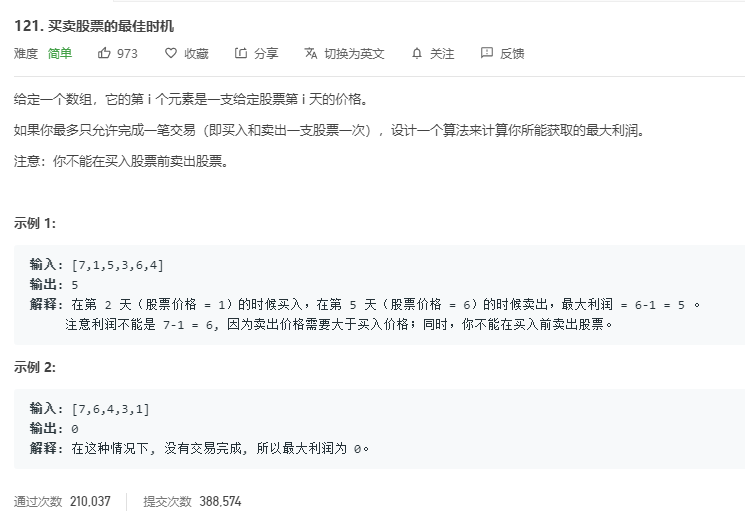 121. 买卖股票的最佳时机
难度 简单 973 收藏 分享 切换为英文 关注 反馈
给定一个数组，它的第 i 个元素是一支给定股票第 i 天的价格。
如果你最多只允许完成一笔交易（即买入和卖出一支股票一次），设计一个算法来计算你所能获取的最大利润。
注意：你不能在买入股票前卖出股票。
示例 1:
输入: [7,1,5,3,6,4]
输出: 5
解释: 在第 2 天（股票价格 = 1）的时候买入，在第 5 天（股票价格 = 6）的时候卖出，最大利润 = 6-1 = 5 。
注意利润不能是 7-1 = 6, 因为卖出价格需要大于买入价格；同时，你不能在买入前卖出股票。
示例 2:
输入: [7,6,4,3,1]
输出: 0
解释: 在这种情况下, 没有交易完成, 所以最大利润为 0。
通过次数 210,037 提交次数 388,574